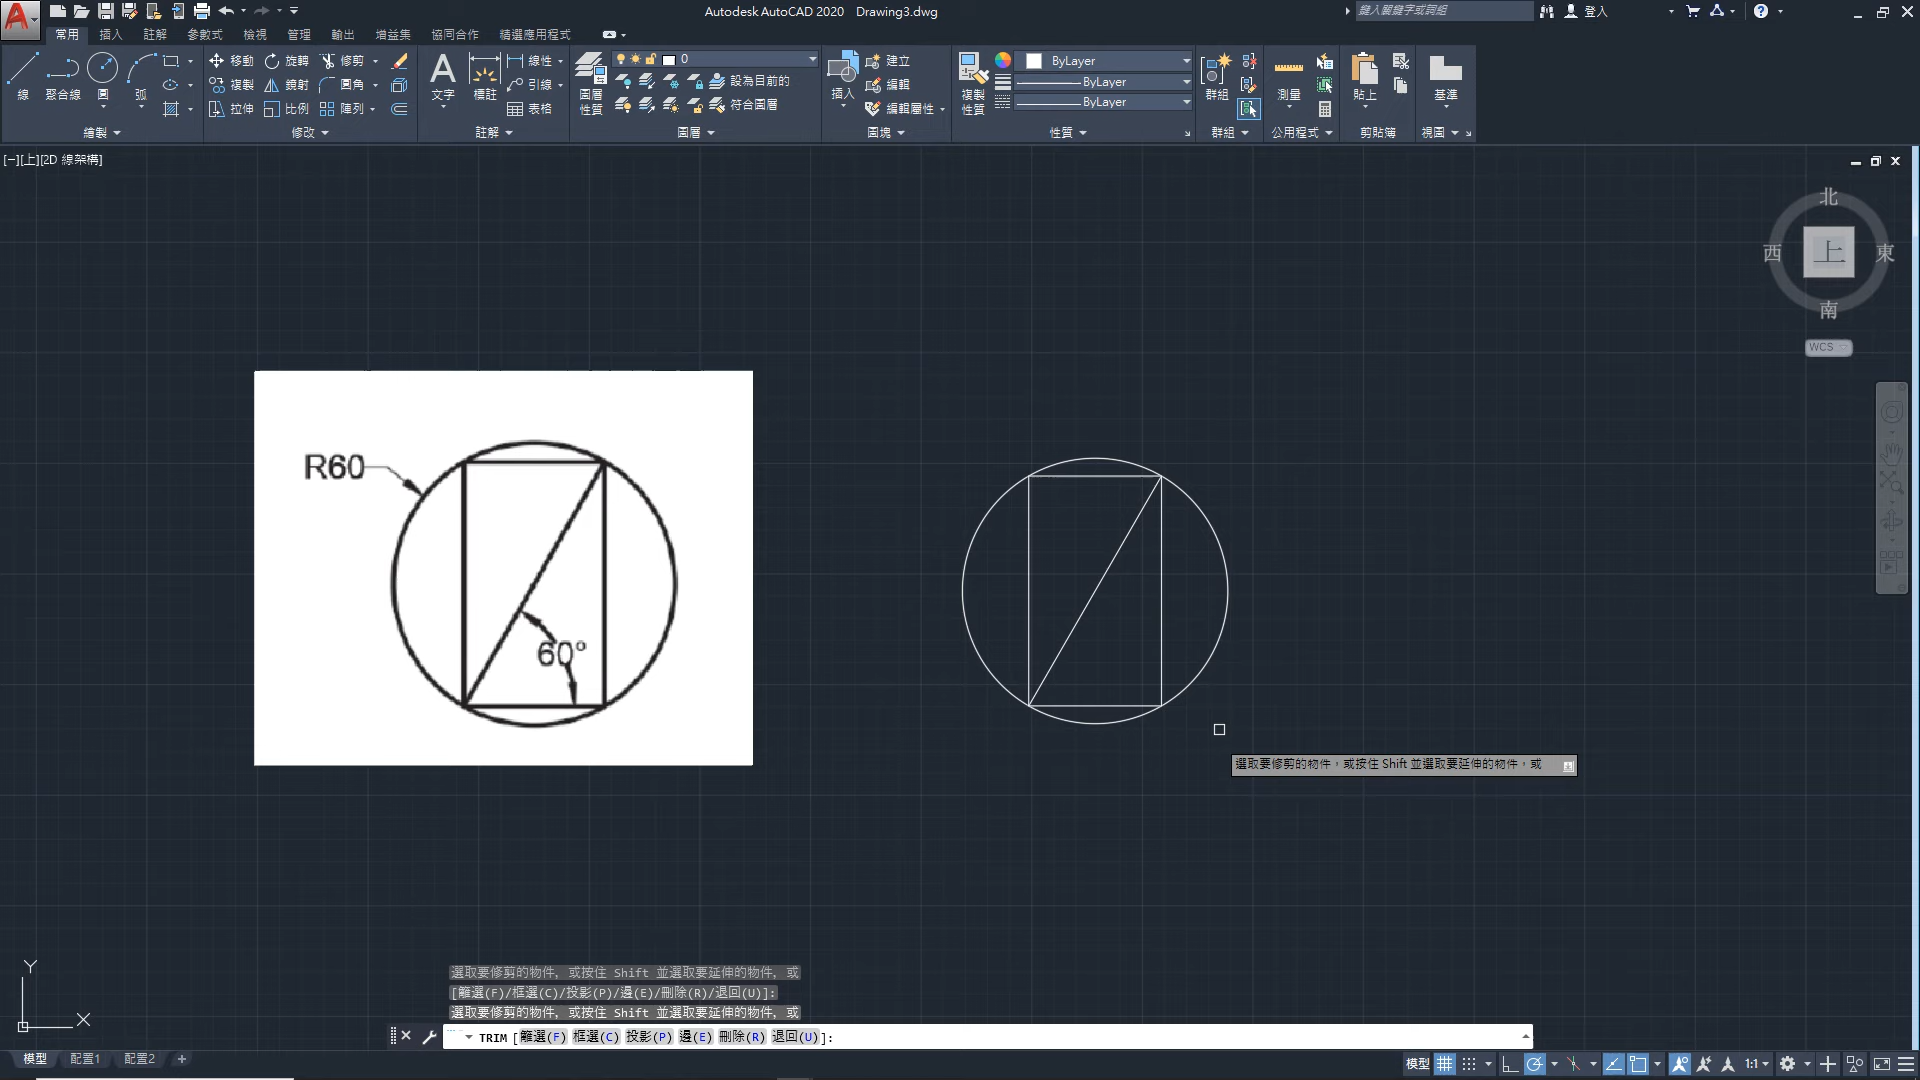 Autodesk AutoCAD 2020 Drawing3.dwg
鍵入關鍵字或詞組
登入
常用 插入 註解 參數式 檢視 管理 輸出 增益集 協同合作 精選應用程式
線 聚合線 圓 弧
繪製
移動 旋轉 修剪
複製 鏡射 圓角
拉伸 比例 陣列
修改
文字 標註
線性
引線
表格
註解
圖層
性質
0
設為目前的
符合圖層
圖層
插入
建立
編輯
編輯屬性
圖塊
複製
性質
ByLayer
ByLayer
ByLayer
性質
群組
群組
測量
公用程式
貼上
剪貼簿
基準
視圖
[−][上][2D 線架構]
北
西 上 東
南
WCS
R60
60°
選取要修剪的物件，或按住 Shift 並選取要延伸的物件，或
選取要修剪的物件, 或按住 Shift 並選取要延伸的物件, 或
[籬選(F)/框選(C)/投影(P)/邊(E)/刪除(R)/退回(U)]:
選取要修剪的物件, 或按住 Shift 並選取要延伸的物件, 或
TRIM [籬選(F) 框選(C) 投影(P) 邊(E) 刪除(R) 退回(U)]:
Y
X
模型 配置1 配置2 +
模型 1:1